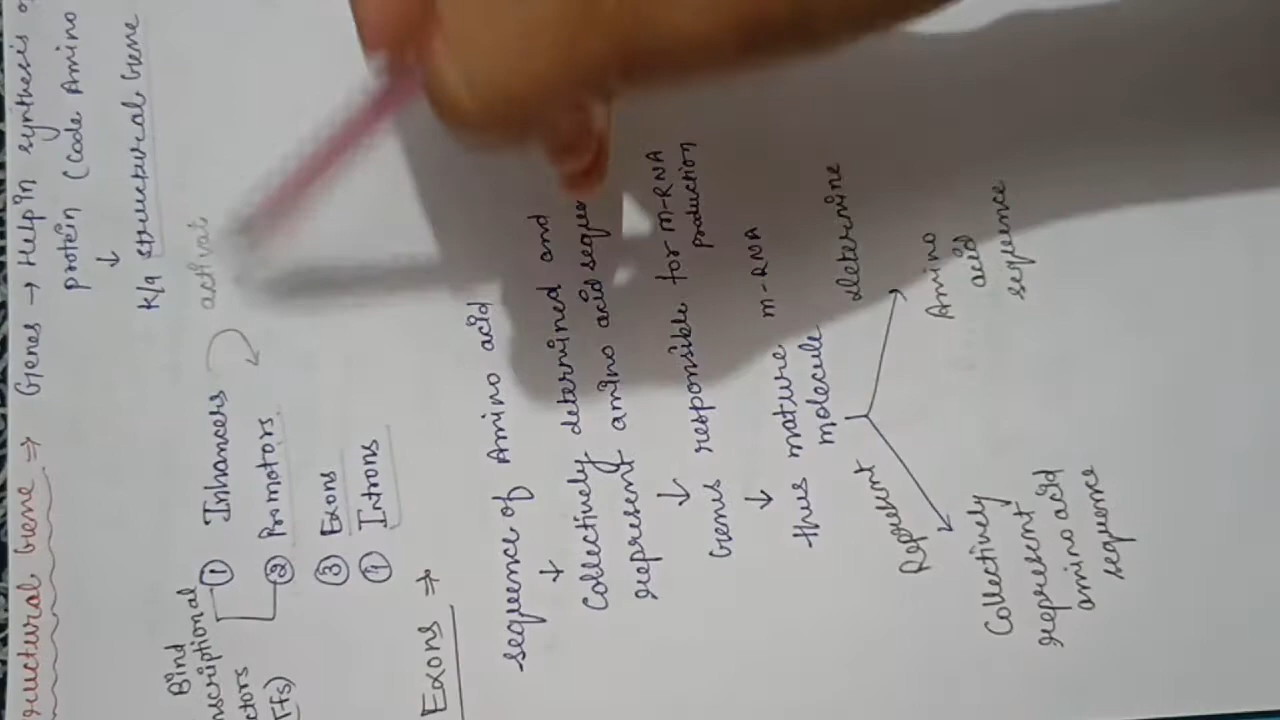 ructural Gene ⇒ Genes → Help in synthesis
protein (Code Amino
↓
K/a structural Gene
Bind
nscriptional
ctors
TFs)
① Inhancers activat
② Promotors
③ Exons
④ Introns
Exons ⇒
sequence of Amino acid
↓
Collectively determined and
represent amino acid seque
↓
Genes responsible for m-RNA
production
↓
thus mature m-RNA
molecule
Represent determine
Collectively
represent
amino acid
sequence
Amino
acid
sequence